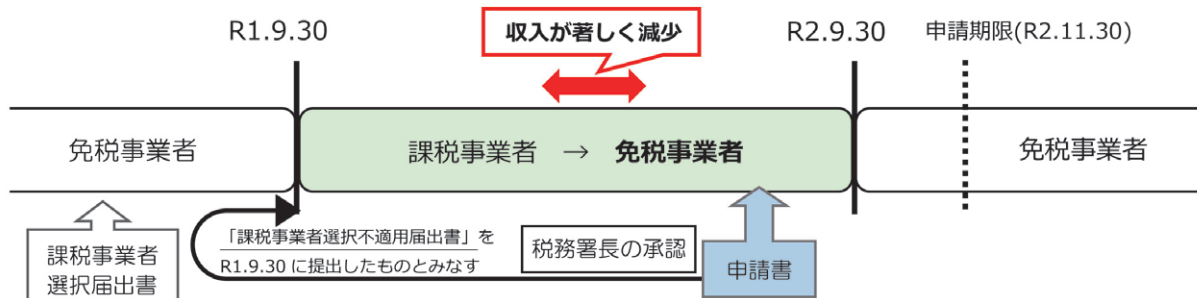 収入が著しく減少
R1.9.30
R2.9.30
申請期限(R2.11.30)
免税事業者
課税事業者 → 免税事業者
免税事業者
課税事業者
選択届出書
「課税事業者選択不適用届出書」を
R1.9.30 に提出したものとみなす
税務署長の承認
申請書